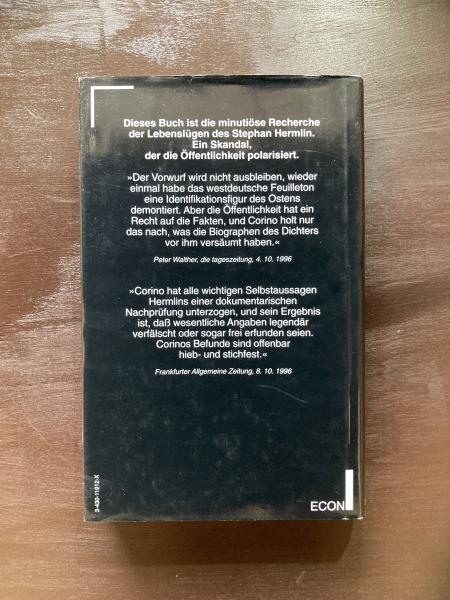 Dieses Buch ist die minutiöse Recherche
der Lebenslügen des Stephan Hermlin.
Ein Skandal,
der die Öffentlichkeit polarisiert.
»Der Vorwurf wird nicht ausbleiben, wieder
einmal habe das westdeutsche Feuilleton
eine Identifikationsfigur des Ostens
demontiert. Aber die Öffentlichkeit hat ein
Recht auf die Fakten, und Corino holt nur
das nach, was die Biographen des Dichters
vor ihm versäumt haben.«
Peter Walther, die tageszeitung, 4. 10. 1996
»Corino hat alle wichtigen Selbstaussagen
Hermlins einer dokumentarischen
Nachprüfung unterzogen, und sein Ergebnis
ist, daß wesentliche Angaben legendär
verfälscht oder sogar frei erfunden seien.
Corinos Befunde sind offenbar
hieb- und stichfest.«
Frankfurter Allgemeine Zeitung, 8. 10. 1996
3-430-11912-X
ECON